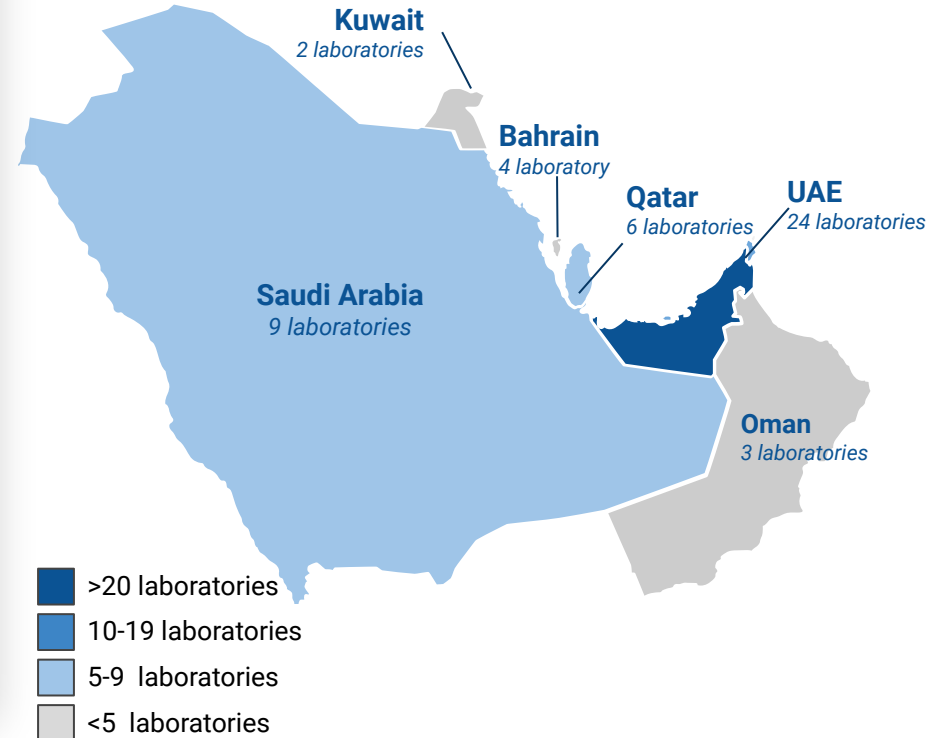 Kuwait
2 laboratories
Bahrain
4 laboratory
Qatar
6 laboratories
UAE
24 laboratories
Saudi Arabia
9 laboratories
Oman
3 laboratories
>20 laboratories
10-19 laboratories
5-9 laboratories
<5 laboratories